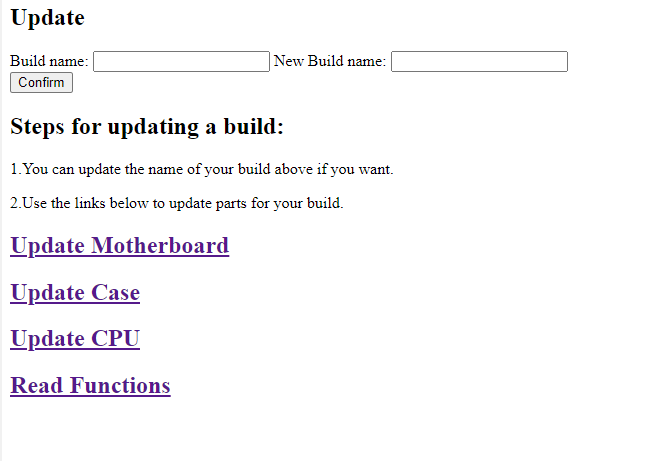 Update
Build name: New Build name:
Confirm
Steps for updating a build:
1.You can update the name of your build above if you want.
2.Use the links below to update parts for your build.
Update Motherboard
Update Case
Update CPU
Read Functions